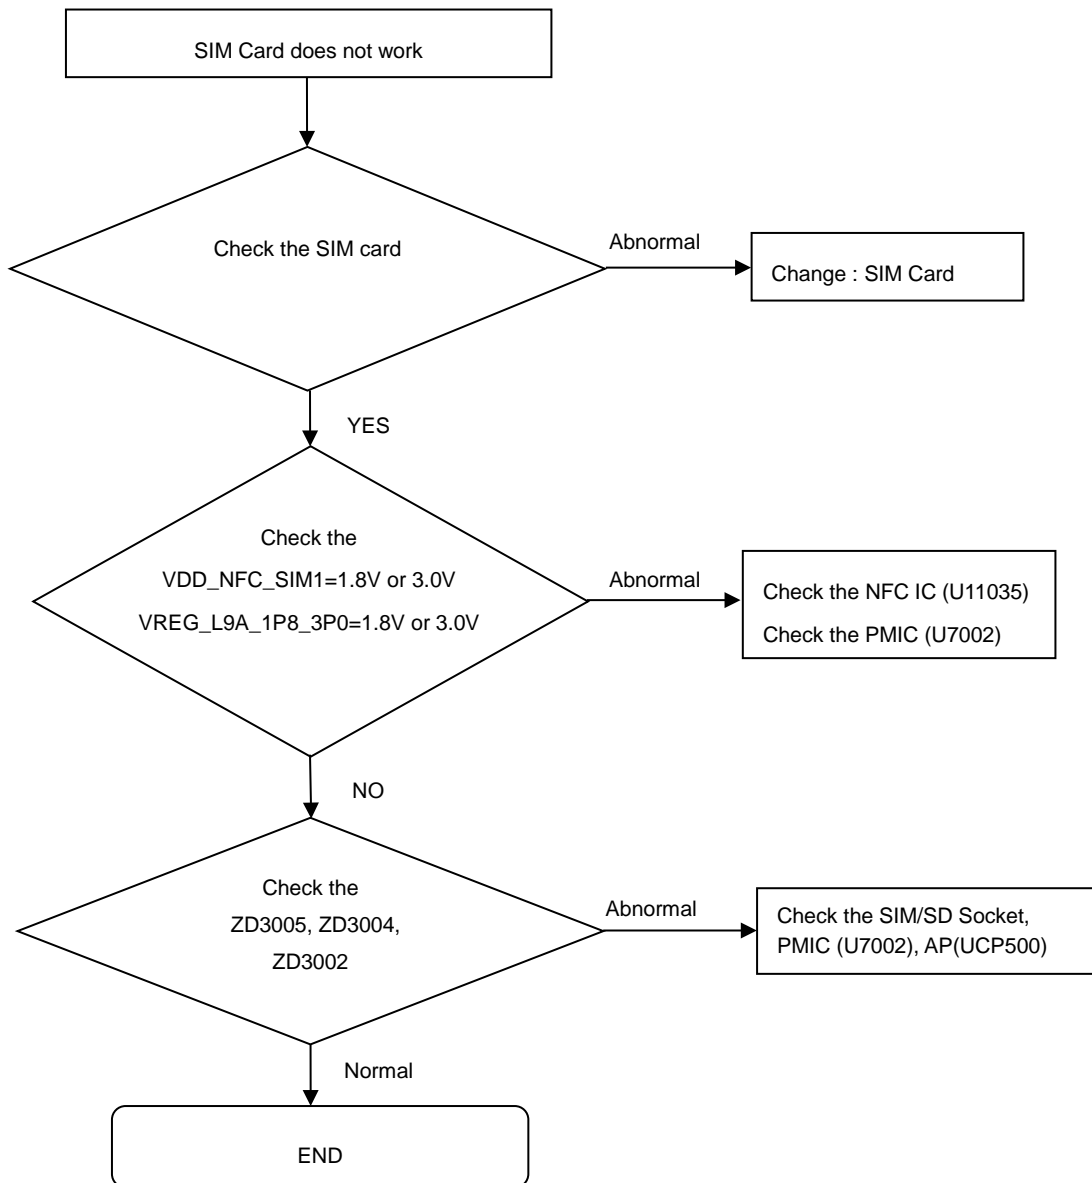 SIM Card does not work
Check the SIM card
Abnormal
Change : SIM Card
YES
Check the
VDD_NFC_SIM1=1.8V or 3.0V
VREG_L9A_1P8_3P0=1.8V or 3.0V
Abnormal
Check the NFC IC (U11035)
Check the PMIC (U7002)
NO
Check the
ZD3005, ZD3004,
ZD3002
Abnormal
Check the SIM/SD Socket,
PMIC (U7002), AP(UCP500)
Normal
END